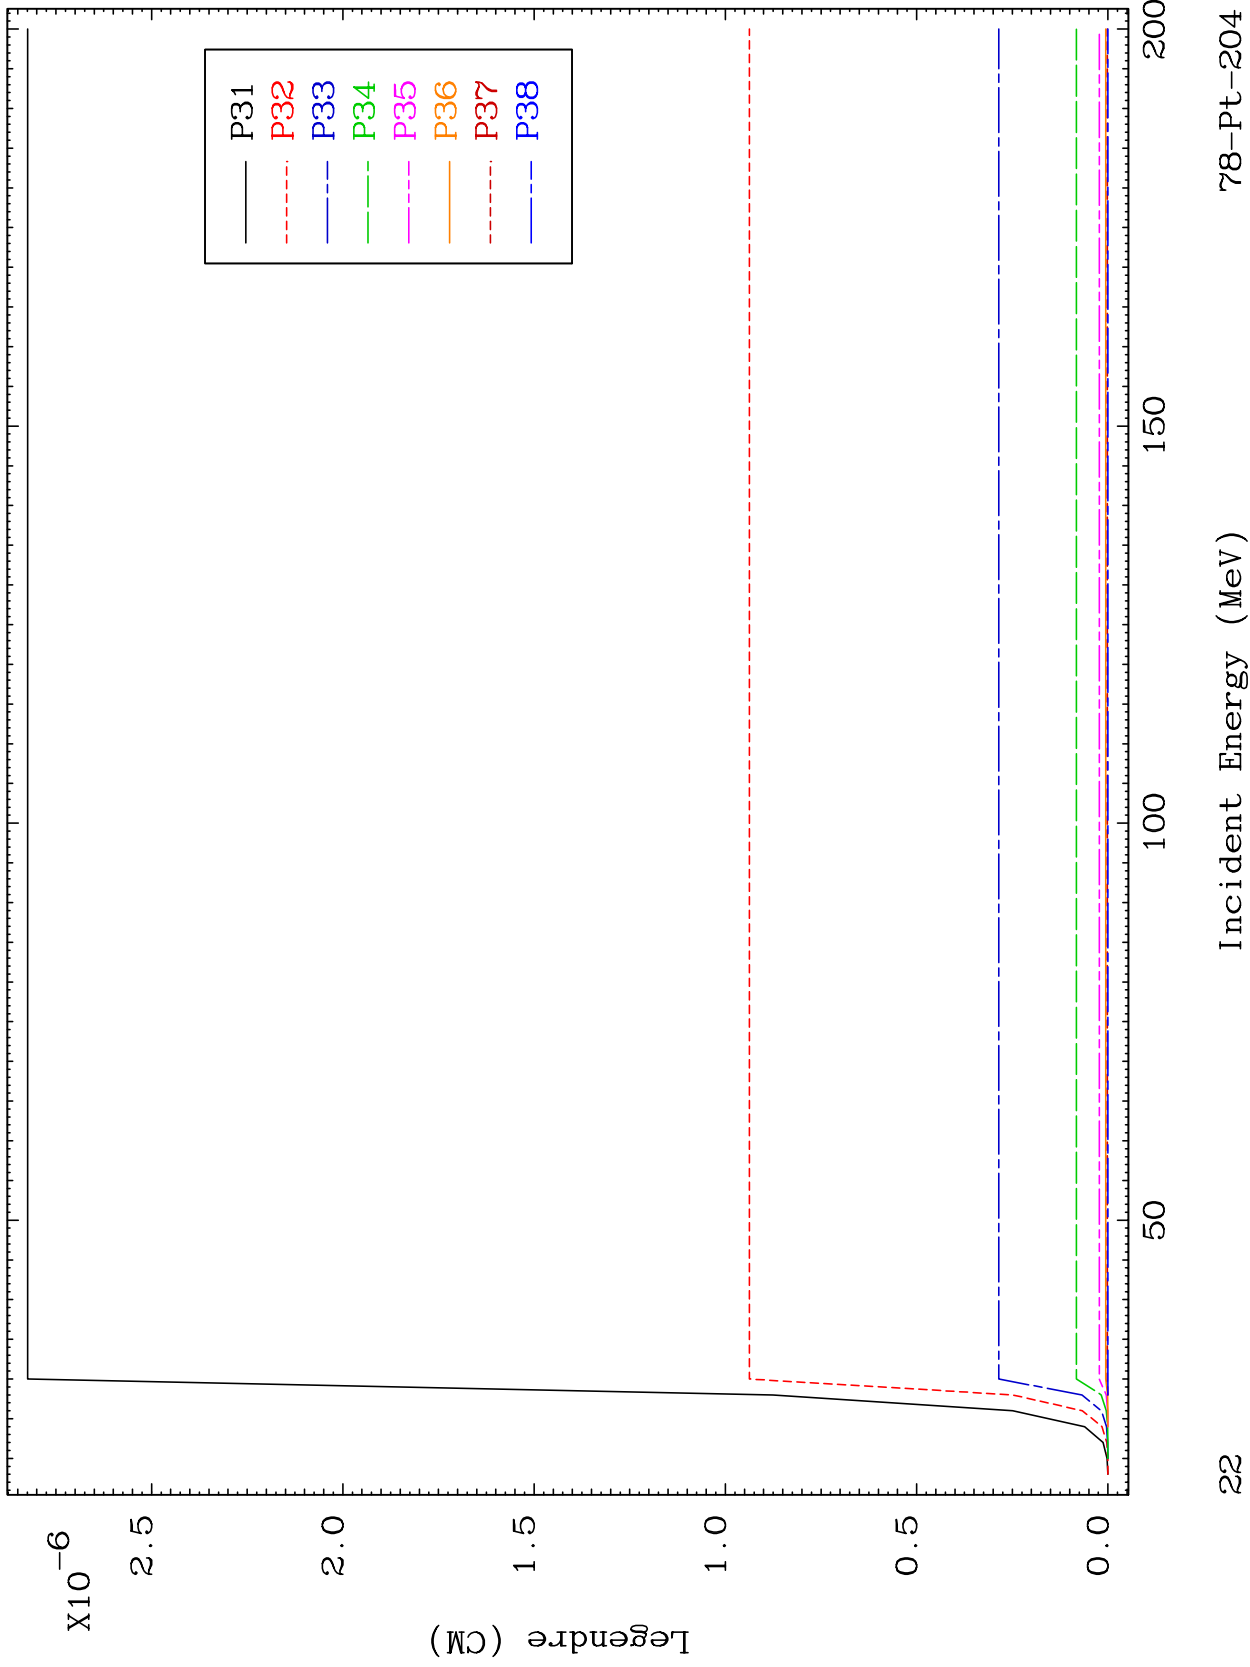 X10-6
2.5
2.0
1.5
1.0
0.5
0.0
Legendre (CM)
P31
P32
P33
P34
P35
P36
P37
P38
50
100
150
200
22
Incident Energy (MeV)
78-Pt-204